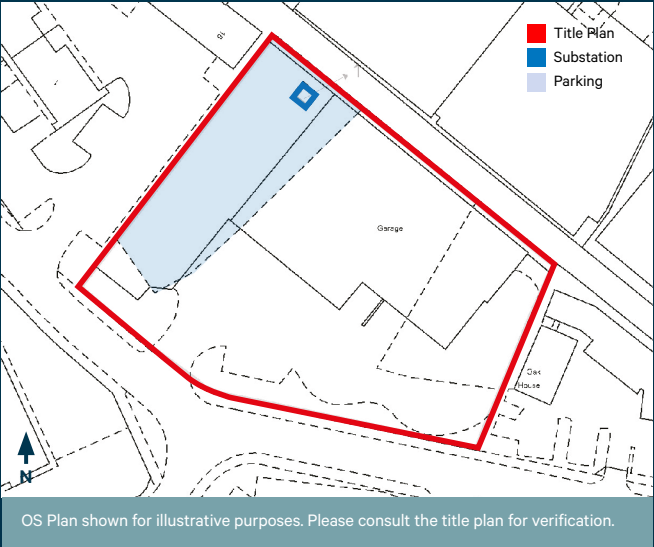 Title Plan
Substation
Parking
Garage
Oak
House
N
OS Plan shown for illustrative purposes. Please consult the title plan for verification.